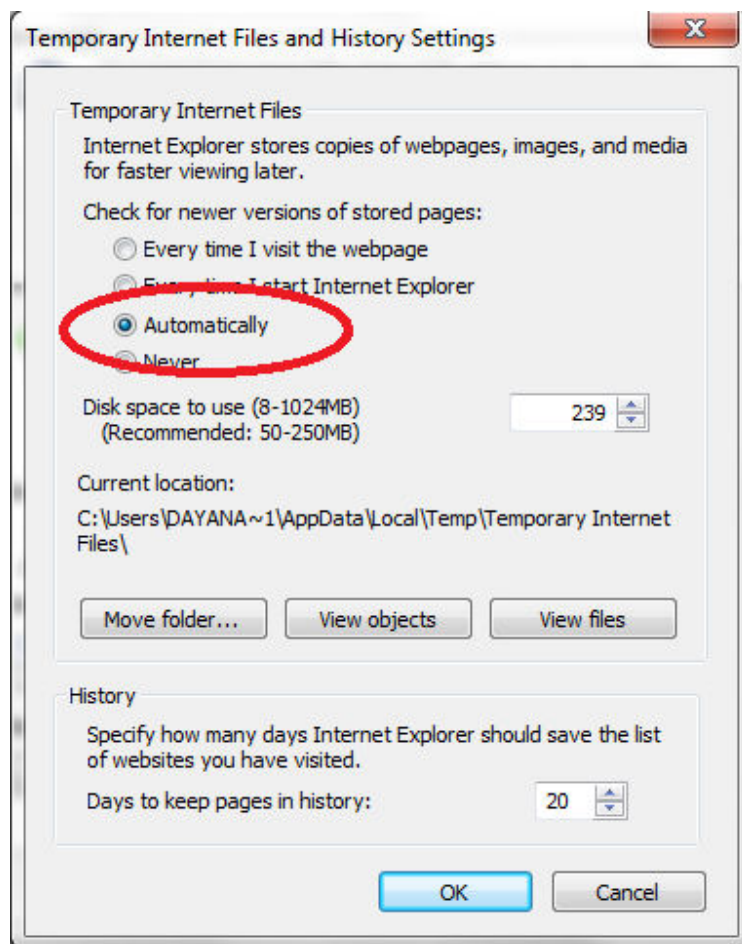 Temporary Internet Files and History Settings
Temporary Internet Files
Internet Explorer stores copies of webpages, images, and media
for faster viewing later.
Check for newer versions of stored pages:
Every time I visit the webpage
Every time I start Internet Explorer
Automatically
Never
Disk space to use (8-1024MB)
239
(Recommended: 50-250MB)
Current location:
C:\Users\DAYANA~1\AppData\Local\Temp\Temporary Internet
Files\
Move folder... View objects View files
History
Specify how many days Internet Explorer should save the list
of websites you have visited.
Days to keep pages in history: 20
OK Cancel